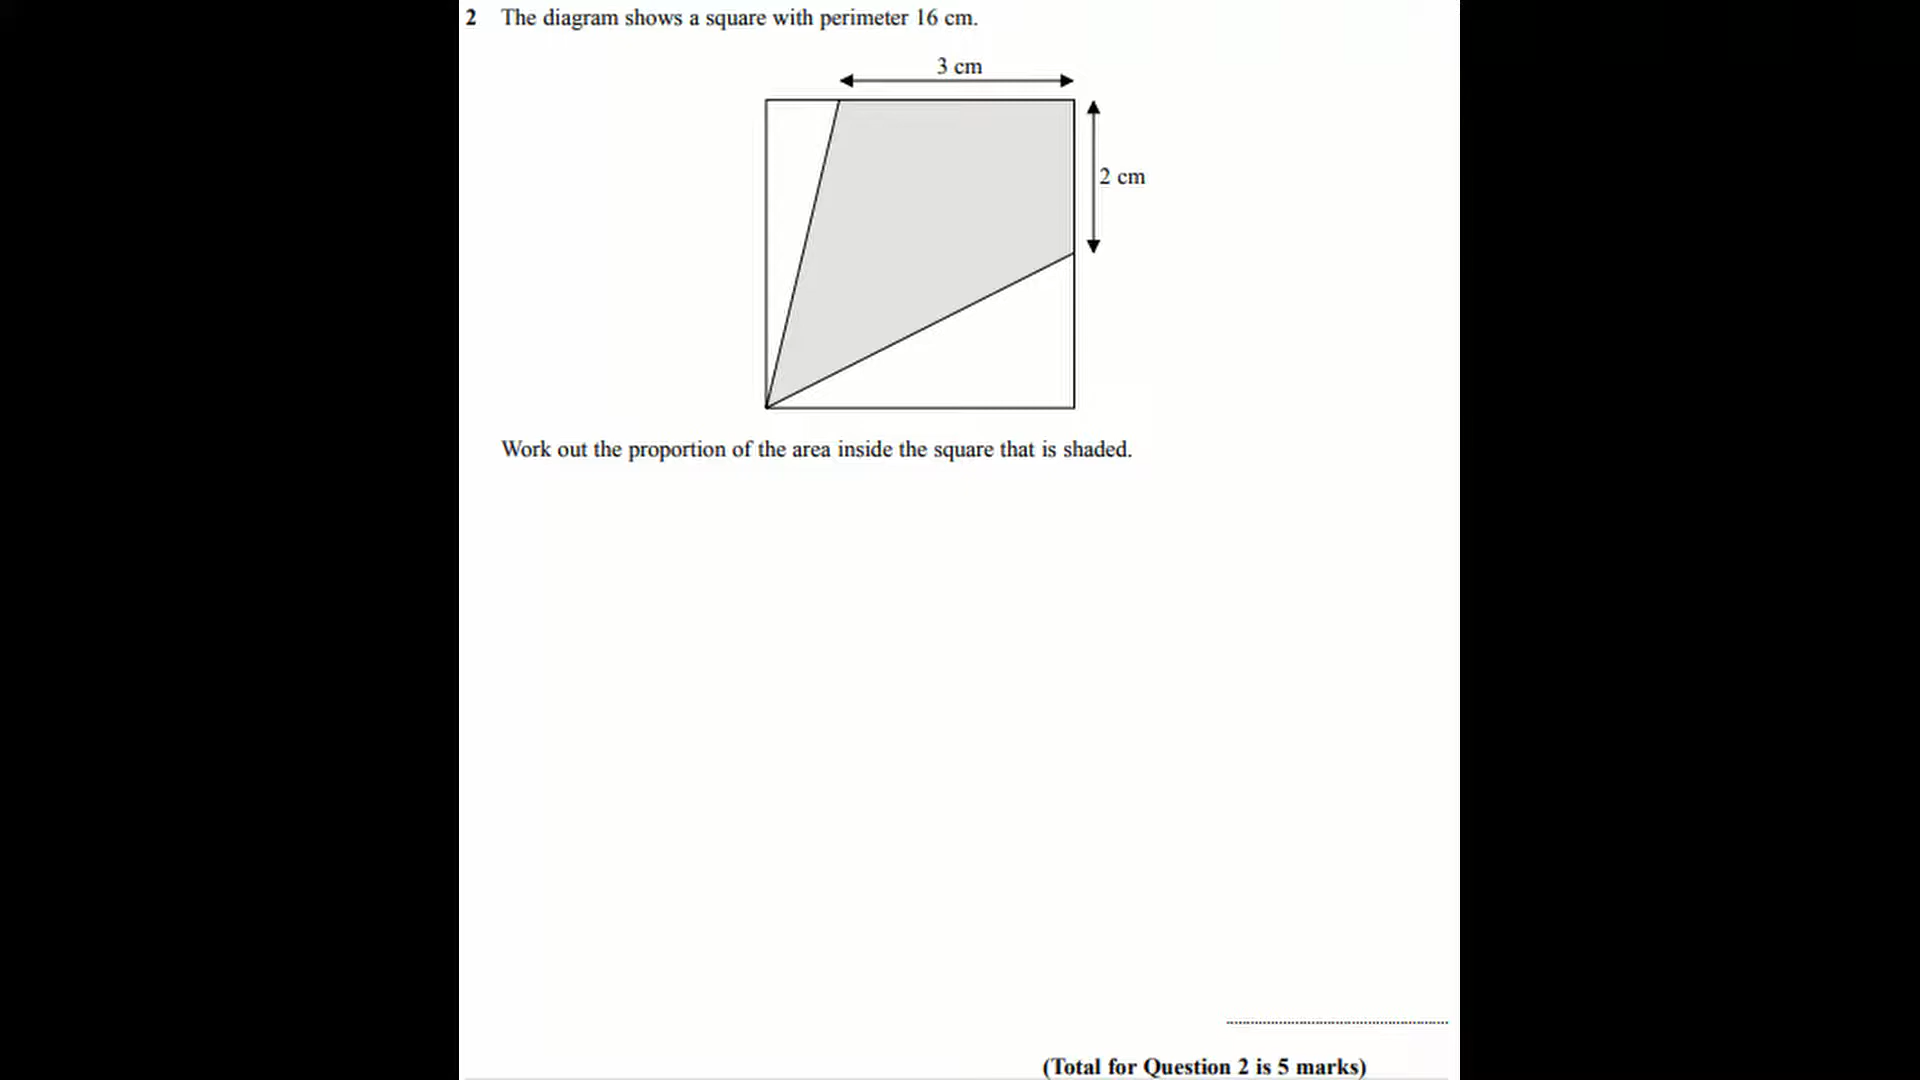 2 The diagram shows a square with perimeter 16 cm.
3 cm
2 cm
Work out the proportion of the area inside the square that is shaded.
(Total for Question 2 is 5 marks)